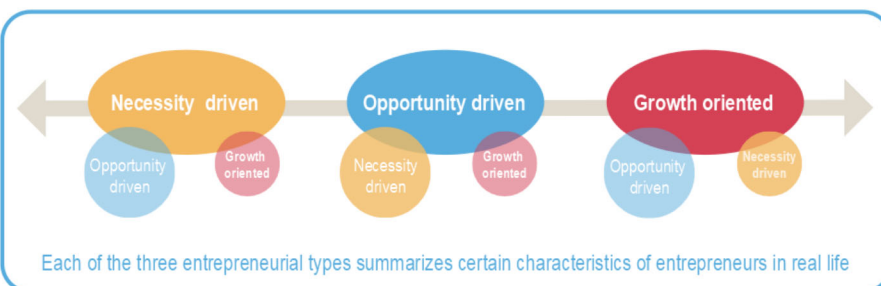 Necessity driven
Opportunity driven
Growth oriented
Opportunity
driven
Growth
oriented
Necessity
driven
Growth
oriented
Opportunity
driven
Necessity
driven
Each of the three entrepreneurial types summarizes certain characteristics of entrepreneurs in real life